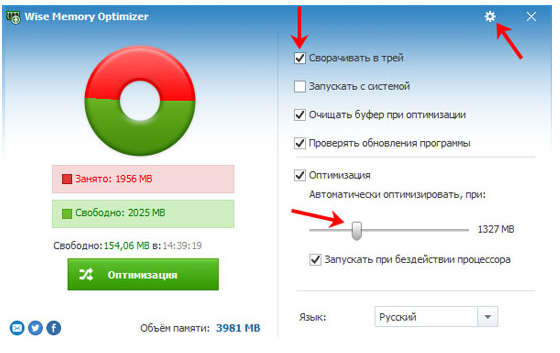 Wise Memory Optimizer
Занято: 1956 MB
Свободно: 2025 MB
Свободно:154,06 MB в:14:39:19
Оптимизация
Объём памяти: 3981 MB
Сворачивать в трей
Запускать с системой
Очищать буфер при оптимизации
Проверять обновления программы
Оптимизация
Автоматически оптимизировать, при:
1327 MB
Запускать при бездействии процессора
Язык: Русский